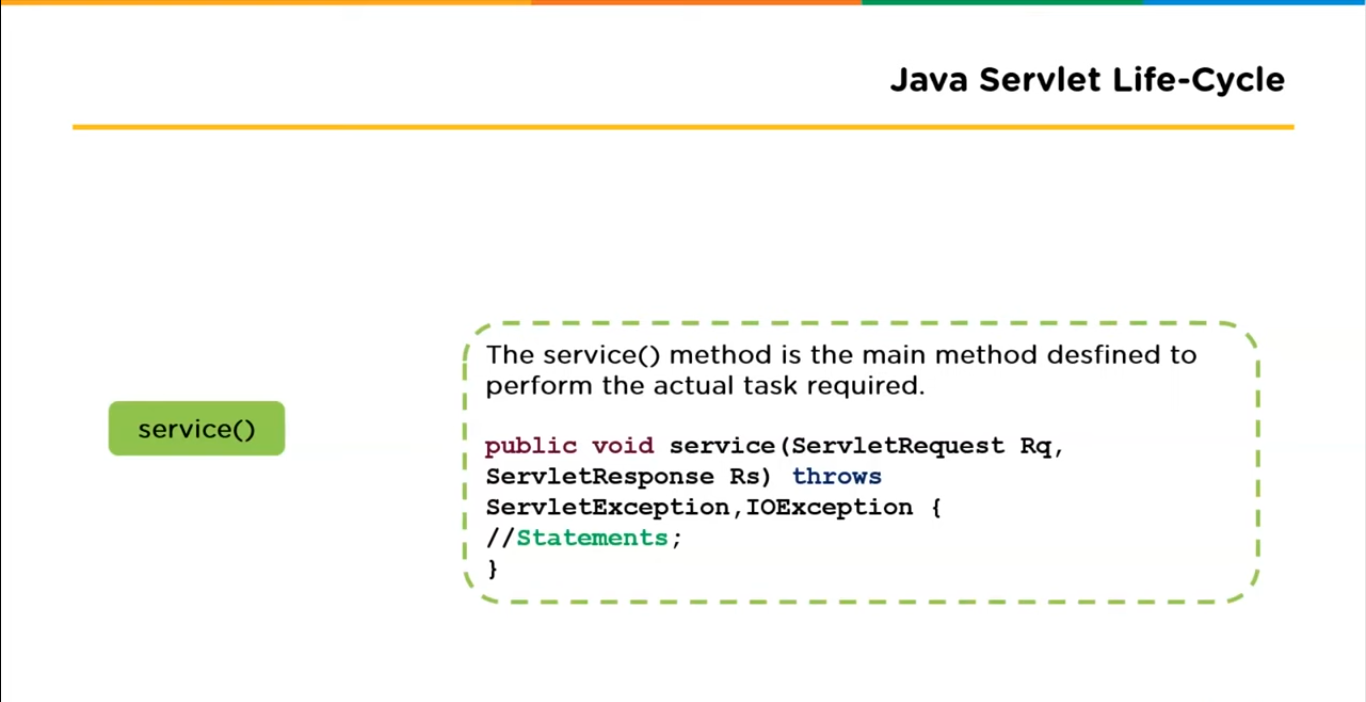 Java Servlet Life-Cycle
service()
The service() method is the main method desfined to
perform the actual task required.
public void service(ServletRequest Rq,
ServletResponse Rs) throws
ServletException,IOException {
//Statements;
}